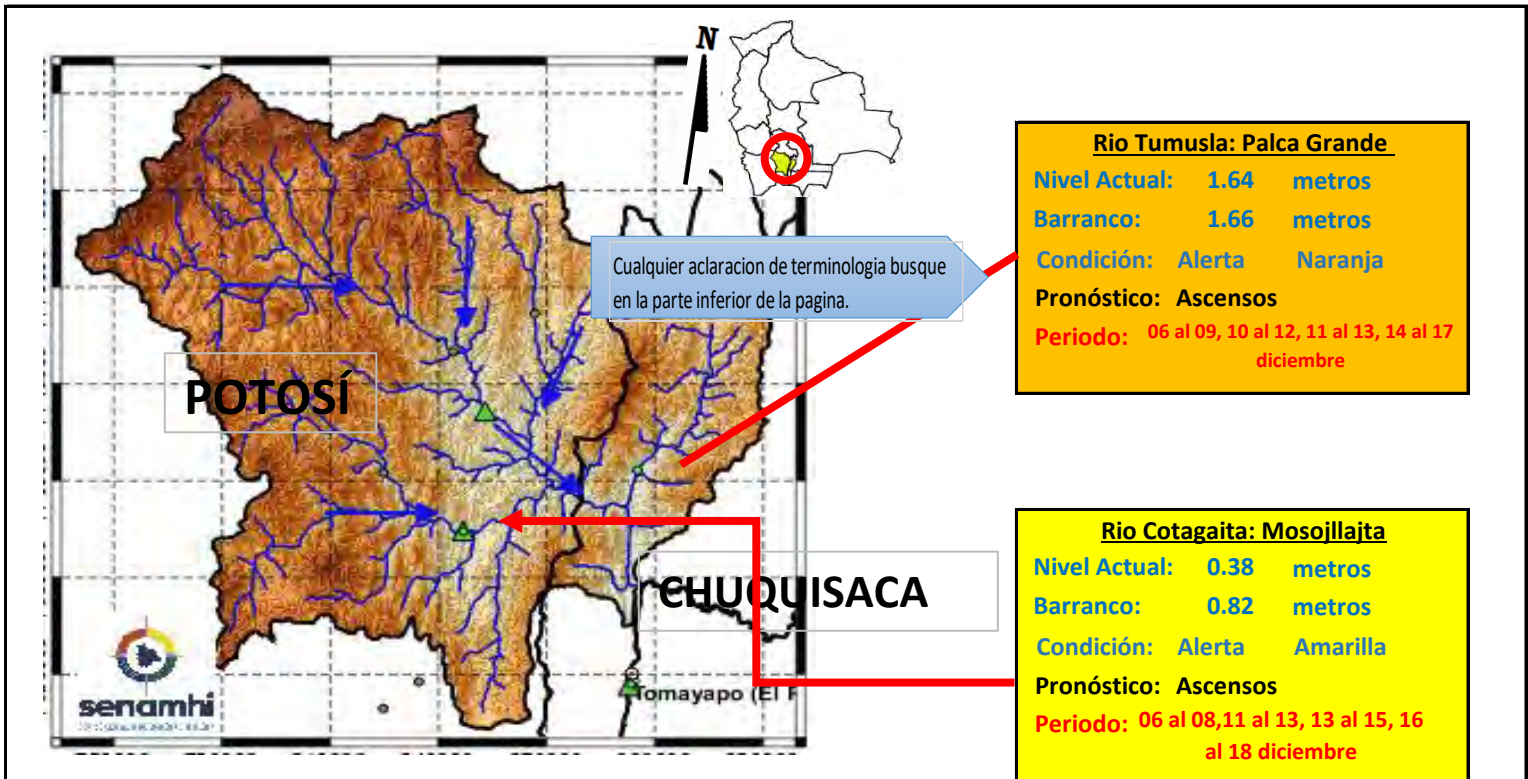 N
Cualquier aclaracion de terminologia busque
en la parte inferior de la pagina.
POTOSÍ
CHUQUISACA
Tomayapo (El
senamhi
Rio Tumusla: Palca Grande
Nivel Actual: 1.64 metros
Barranco: 1.66 metros
Condición: Alerta Naranja
Pronóstico: Ascensos
Periodo: 06 al 09, 10 al 12, 11 al 13, 14 al 17
diciembre
Rio Cotagaita: Mosojllajta
Nivel Actual: 0.38 metros
Barranco: 0.82 metros
Condición: Alerta Amarilla
Pronóstico: Ascensos
Periodo: 06 al 08,11 al 13, 13 al 15, 16
al 18 diciembre